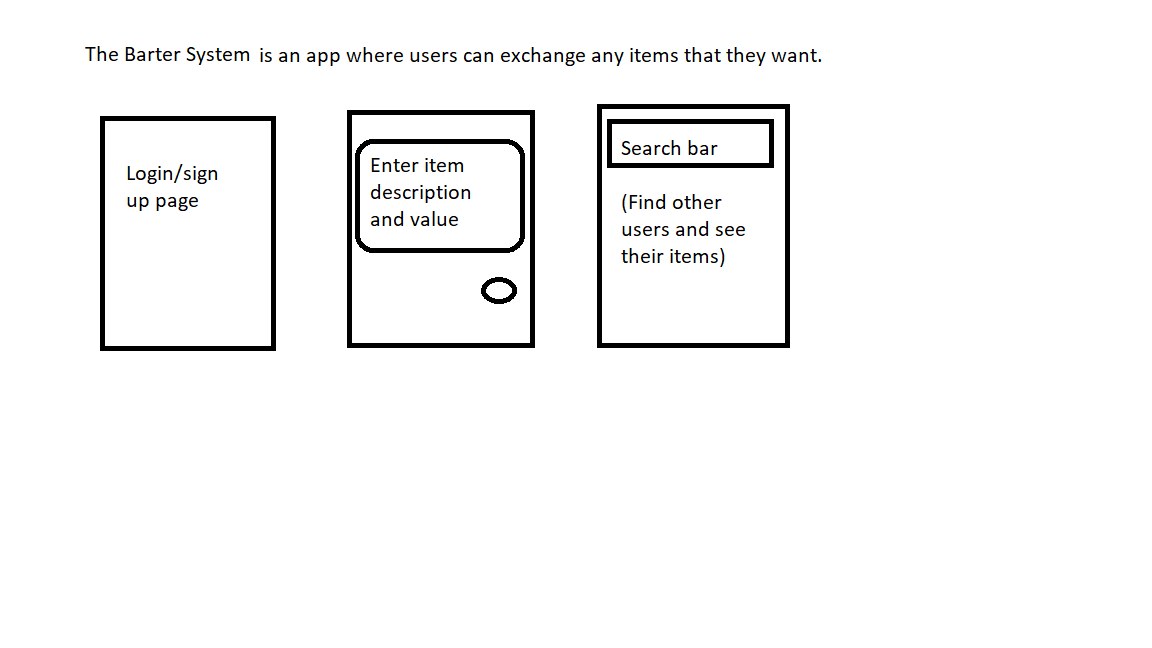 The Barter System is an app where users can exchange any items that they want.
Login/sign
up page
Enter item
description
and value
Search bar
(Find other
users and see
their items)